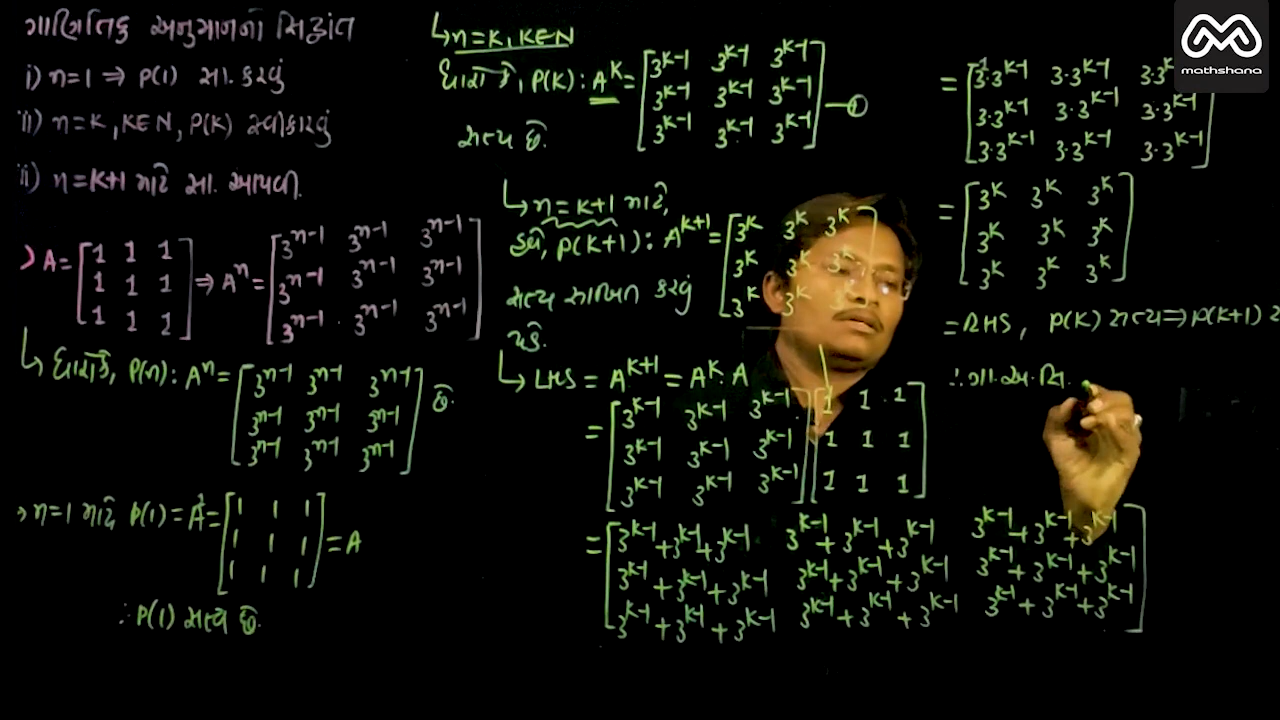 ગાણિતિક અનુમાનનો સિદ્ધાંત
i) n=1 ⇒ P(1) સા. કરવું
ii) n=K, K∈N, P(K) સ્વીકારવું
iii) n=K+1 માટે સા. આપવી.
) A = [1 1 1; 1 1 1; 1 1 1] ⇒ Aⁿ = [3ⁿ⁻¹ 3ⁿ⁻¹ 3ⁿ⁻¹; 3ⁿ⁻¹ 3ⁿ⁻¹ 3ⁿ⁻¹; 3ⁿ⁻¹ 3ⁿ⁻¹ 3ⁿ⁻¹]
↳ ધારો કે, P(n): Aⁿ = [3ⁿ⁻¹ 3ⁿ⁻¹ 3ⁿ⁻¹; 3ⁿ⁻¹ 3ⁿ⁻¹ 3ⁿ⁻¹; 3ⁿ⁻¹ 3ⁿ⁻¹ 3ⁿ⁻¹] છે.
→ n=1 માટે P(1) = A¹ = [1 1 1; 1 1 1; 1 1 1] = A
∴ P(1) સત્ય છે.
↳ n=K, K∈N
ધારો કે, P(K): Aᴷ = [3ᴷ⁻¹ 3ᴷ⁻¹ 3ᴷ⁻¹; 3ᴷ⁻¹ 3ᴷ⁻¹ 3ᴷ⁻¹; 3ᴷ⁻¹ 3ᴷ⁻¹ 3ᴷ⁻¹] —①
સત્ય છે.
↳ n=K+1 માટે,
હવે, P(K+1): Aᴷ⁺¹ = [3ᴷ 3ᴷ 3ᴷ; 3ᴷ 3ᴷ 3ᴷ; 3ᴷ 3ᴷ 3ᴷ]
સત્ય સાબિત કરવું
પડે.
↳ LHS = Aᴷ⁺¹ = Aᴷ · A
= [3ᴷ⁻¹ 3ᴷ⁻¹ 3ᴷ⁻¹; 3ᴷ⁻¹ 3ᴷ⁻¹ 3ᴷ⁻¹; 3ᴷ⁻¹ 3ᴷ⁻¹ 3ᴷ⁻¹] [1 1 1; 1 1 1; 1 1 1]
= [3ᴷ⁻¹+3ᴷ⁻¹+3ᴷ⁻¹ 3ᴷ⁻¹+3ᴷ⁻¹+3ᴷ⁻¹ 3ᴷ⁻¹+3ᴷ⁻¹+3ᴷ⁻¹; 3ᴷ⁻¹+3ᴷ⁻¹+3ᴷ⁻¹ 3ᴷ⁻¹+3ᴷ⁻¹+3ᴷ⁻¹ 3ᴷ⁻¹+3ᴷ⁻¹+3ᴷ⁻¹; 3ᴷ⁻¹+3ᴷ⁻¹+3ᴷ⁻¹ 3ᴷ⁻¹+3ᴷ⁻¹+3ᴷ⁻¹ 3ᴷ⁻¹+3ᴷ⁻¹+3ᴷ⁻¹]
= [3·3ᴷ⁻¹ 3·3ᴷ⁻¹ 3·3ᴷ; 3·3ᴷ⁻¹ 3·3ᴷ⁻¹ 3·3ᴷ⁻¹; 3·3ᴷ⁻¹ 3·3ᴷ⁻¹ 3·3ᴷ⁻¹]
= [3ᴷ 3ᴷ 3ᴷ; 3ᴷ 3ᴷ 3ᴷ; 3ᴷ 3ᴷ 3ᴷ]
= RHS, P(K) સત્ય ⇒ P(K+1) સ
∴ ગા.અ.સિ.
mathshana